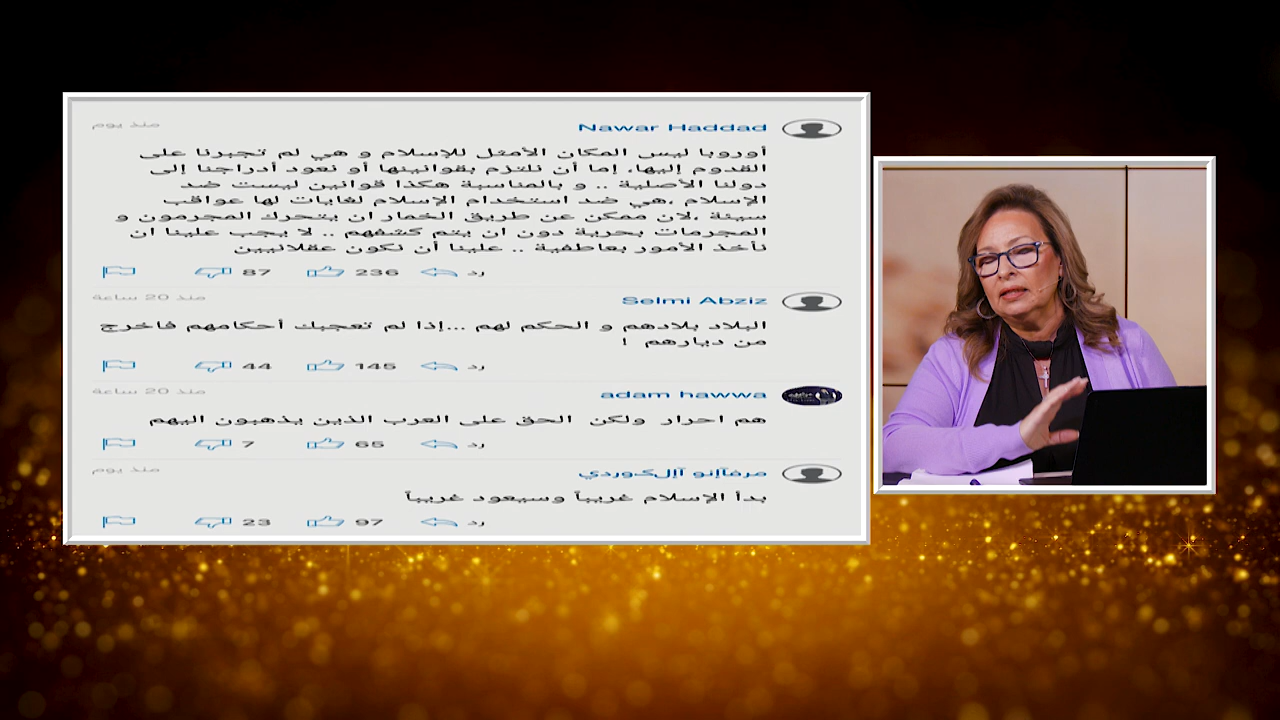 Nawar Haddad
منذ يوم
أوروبا ليس المكان الأمثل للإسلام و هي لم تجبرنا على
القدوم إليها، إما أن نلتزم بقوانينها أو نعود أدراجنا إلى
دولنا الأصلية .. و بالمناسبة هكذا قوانين ليست ضد
الإسلام ،هي ضد استخدام الإسلام لغايات لها عواقب
سيئة ،لان ممكن عن طريق الخمار ان يتحرك المجرمون و
المجرمات بحرية دون ان يتم كشفهم .. لا يجب علينا ان
نأخذ الأمور بعاطفية .. علينا أن نكون عقلانيين
رد 236 87
Selmi Abziz
منذ 20 ساعة
البلاد بلادهم و الحكم لهم ...إذا لم تعجبك أحكامهم فاخرج
من ديارهم !
رد 145 44
adam hawwa
منذ 20 ساعة
هم احرار ولكن الحق على العرب الذين يذهبون اليهم
رد 65 7
منذ يوم
بدأ الإسلام غريباً وسيعود غريباً
رد 97 23